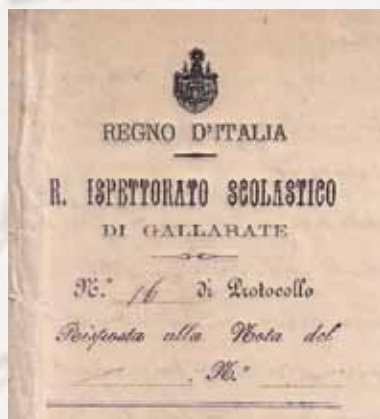 REGNO D'ITALIA
R. ISPETTORATO SCOLASTICO
DI GALLARATE
N.° 16 di Protocollo
Risposta alla Nota del
N.°